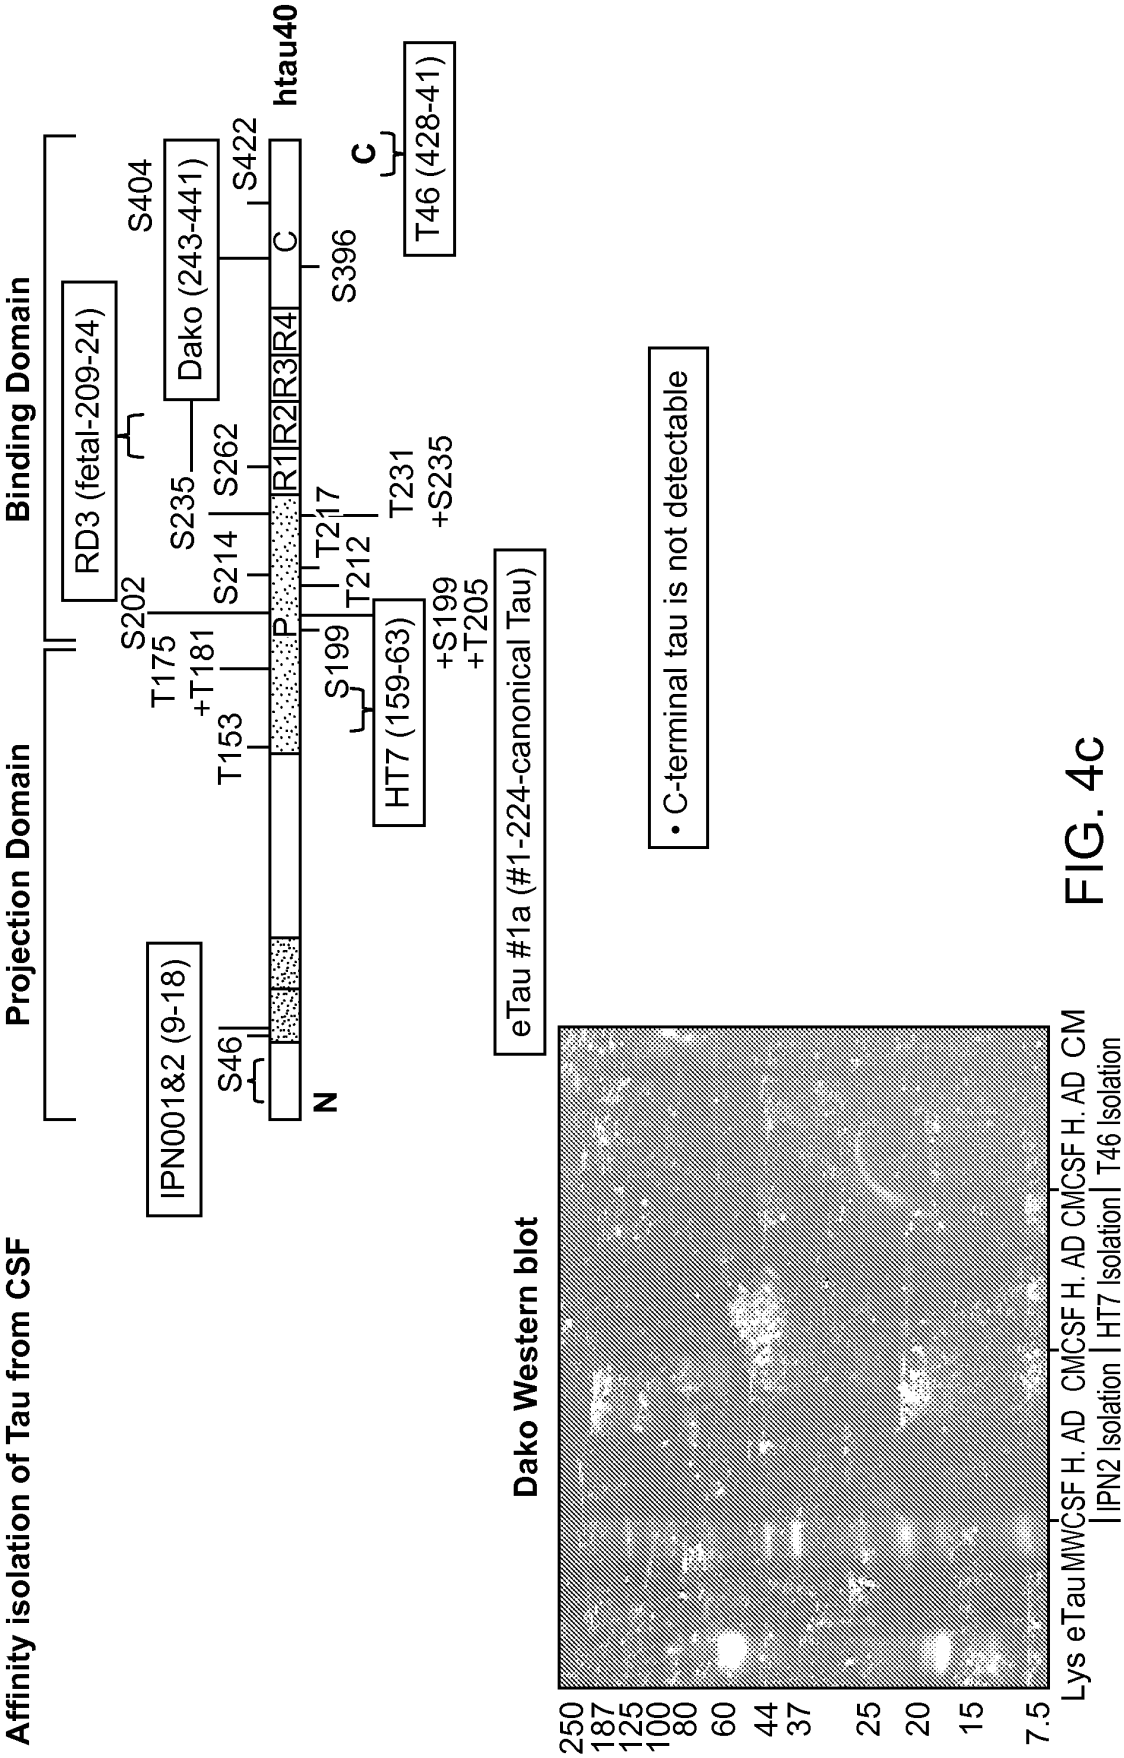 Affinity isolation of Tau from CSF
Projection Domain
Binding Domain
RD3 (fetal-209-24)
S202
S404
IPN001&2 (9-18)
T175
+T181
S235
Dako (243-441)
S46
T153
S214
S262
S422
P
R1
R2
R3
R4
C
htau40
N
S199
T212
T217
S396
C
HT7 (159-63)
T231
+S235
T46 (428-41)
+S199
+T205
eTau #1a (#1-224-canonical Tau)
Dako Western blot
• C-terminal tau is not detectable
250
187
125
100
80
60
44
37
25
20
15
7.5
Lys eTau MWCSF H. AD CMCSF H. AD CMCSF H. AD CM
IPN2 Isolation | HT7 Isolation | T46 Isolation
FIG. 4c